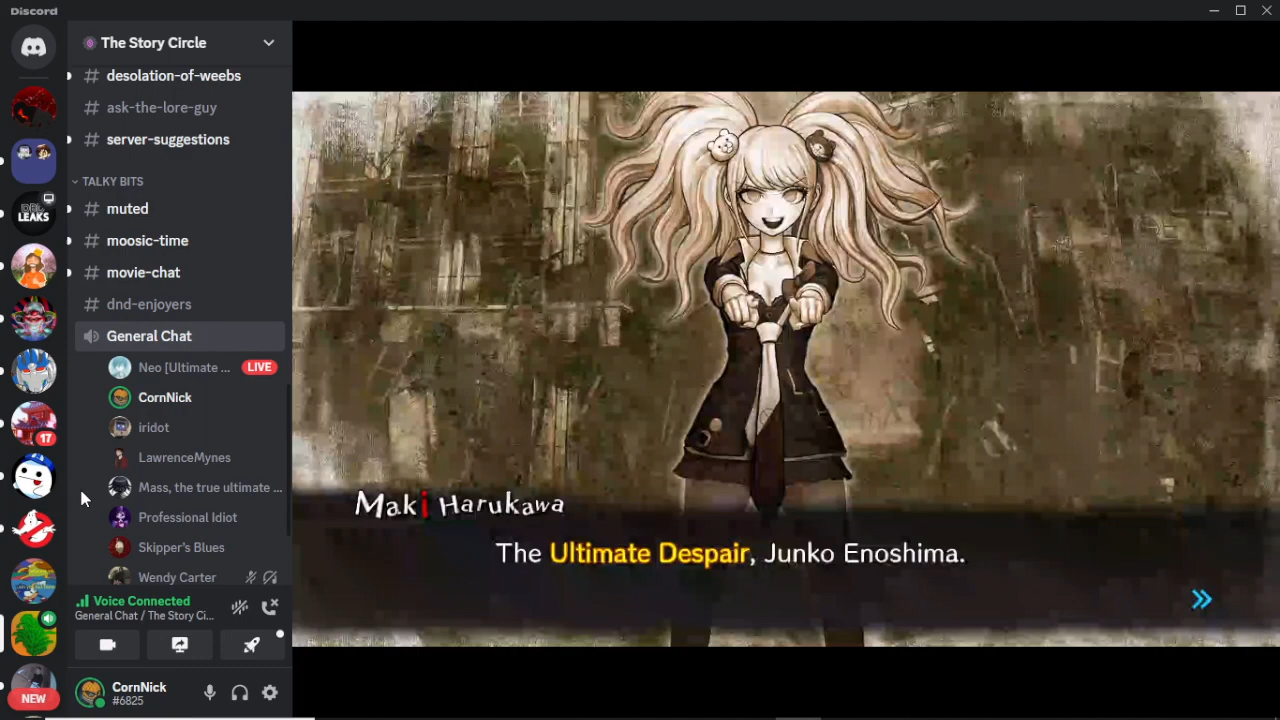 Discord
The Story Circle
# desolation-of-weebs
# ask-the-lore-guy
# server-suggestions
TALKY BITS
# muted
# moosic-time
# movie-chat
# dnd-enjoyers
General Chat
Neo [Ultimate ... LIVE
CornNick
iridot
LawrenceMynes
Mass, the true ultimate ...
Professional Idiot
Skipper's Blues
Wendy Carter
Voice Connected
General Chat / The Story Ci...
CornNick
#6825
LEAKS
17
NEW
Maki Harukawa
The Ultimate Despair, Junko Enoshima.